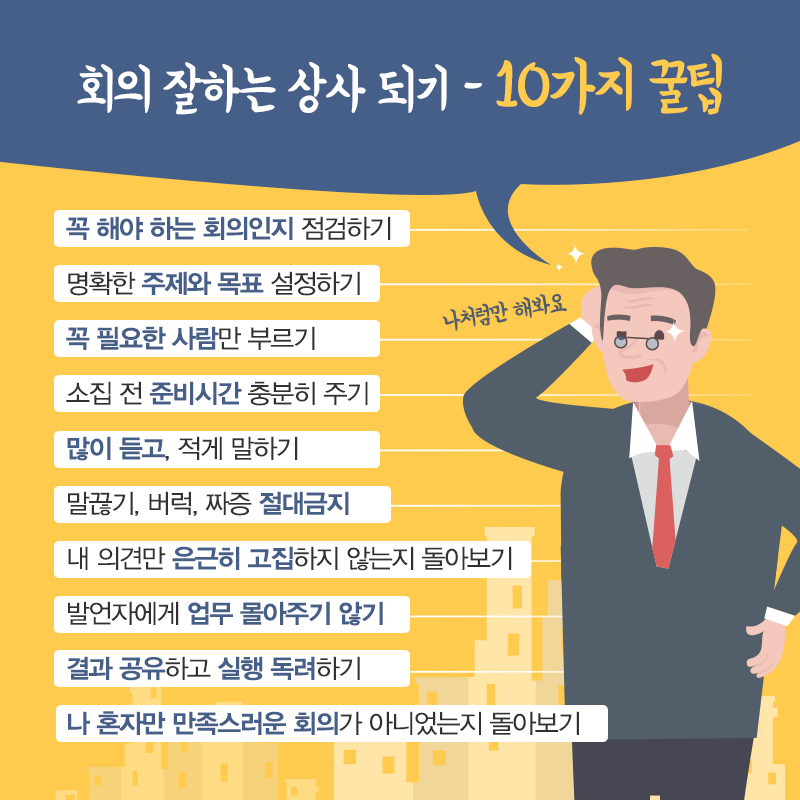 회의 잘하는 상사 되기 - 10가지 꿀팁
꼭 해야 하는 회의인지 점검하기
명확한 주제와 목표 설정하기
나처럼만 해봐요
꼭 필요한 사람만 부르기
소집 전 준비시간 충분히 주기
많이 듣고, 적게 말하기
말끊기, 버럭, 짜증 절대금지
내 의견만 은근히 고집하지 않는지 돌아보기
발언자에게 업무 몰아주기 않기
결과 공유하고 실행 독려하기
나 혼자만 만족스러운 회의가 아니었는지 돌아보기